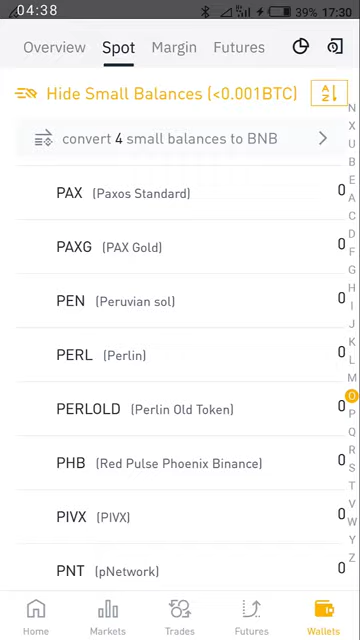 04:38
39% 17:30
Overview Spot Margin Futures
Hide Small Balances (<0.001BTC)
A
Z
convert 4 small balances to BNB
PAX (Paxos Standard) 0
PAXG (PAX Gold) 0
PEN (Peruvian sol) 0
PERL (Perlin) 0
PERLOLD (Perlin Old Token) 0
PHB (Red Pulse Phoenix Binance) 0
PIVX (PIVX) 0
PNT (pNetwork) 0
N
X
U
B
E
A
C
D
F
G
H
I
J
K
L
M
O
P
Q
R
S
T
V
W
Y
Z
Home Markets Trades Futures Wallets